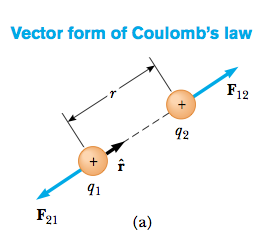 Vector form of Coulomb's law
r
+
F12
q2
+
r̂
q1
F21
(a)